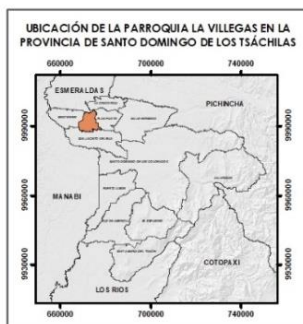 UBICACIÓN DE LA PARROQUIA LA VILLEGAS EN LA
PROVINCIA DE SANTO DOMINGO DE LOS TSÁCHILAS
660000 700000 740000
ESMERALDAS
PICHINCHA
9990000 9990000
9960000 9960000
MANABI
9930000 9930000
COTOPAXI
LOS RIOS
660000 700000 740000